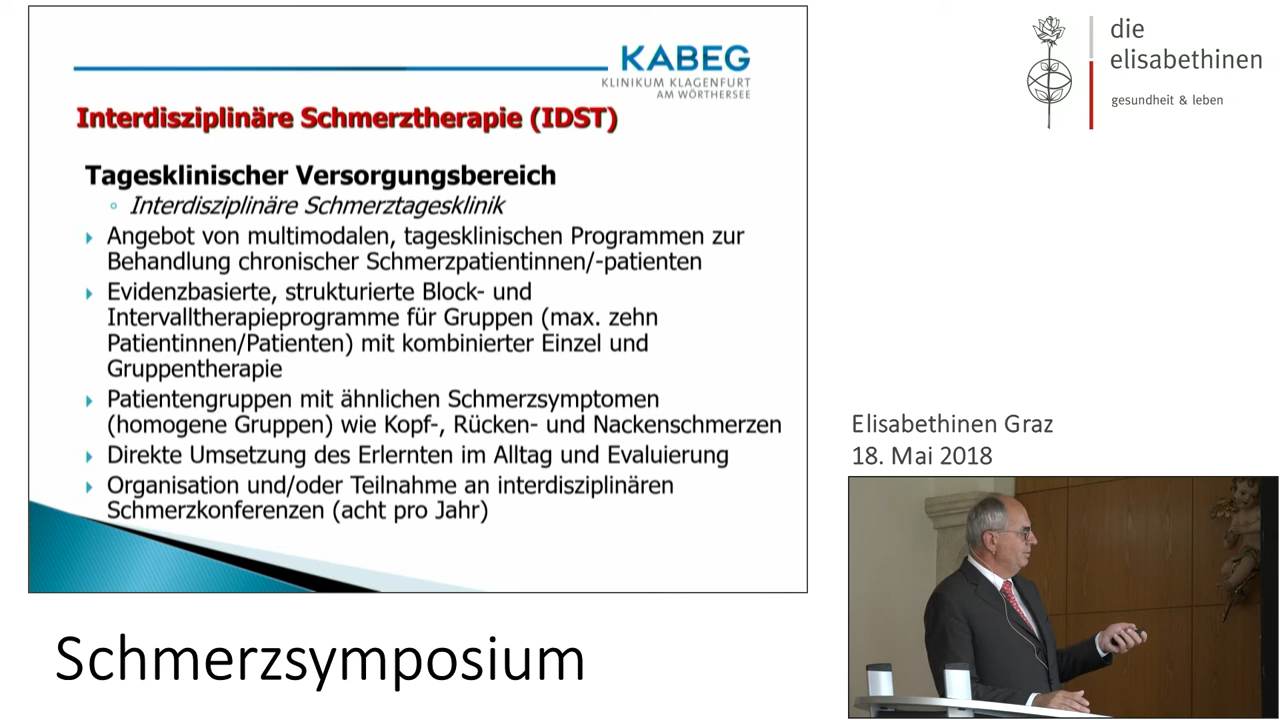 KABEG
KLINIKUM KLAGENFURT
AM WÖRTHERSEE
Interdisziplinäre Schmerztherapie (IDST)
Tagesklinischer Versorgungsbereich
Interdisziplinäre Schmerztagesklinik
Angebot von multimodalen, tagesklinischen Programmen zur
Behandlung chronischer Schmerzpatientinnen/-patienten
Evidenzbasierte, strukturierte Block- und
Intervalltherapieprogramme für Gruppen (max. zehn
Patientinnen/Patienten) mit kombinierter Einzel und
Gruppentherapie
Patientengruppen mit ähnlichen Schmerzsymptomen
(homogene Gruppen) wie Kopf-, Rücken- und Nackenschmerzen
Direkte Umsetzung des Erlernten im Alltag und Evaluierung
Organisation und/oder Teilnahme an interdisziplinären
Schmerzkonferenzen (acht pro Jahr)
Schmerzsymposium
die
elisabethinen
gesundheit & leben
Elisabethinen Graz
18. Mai 2018